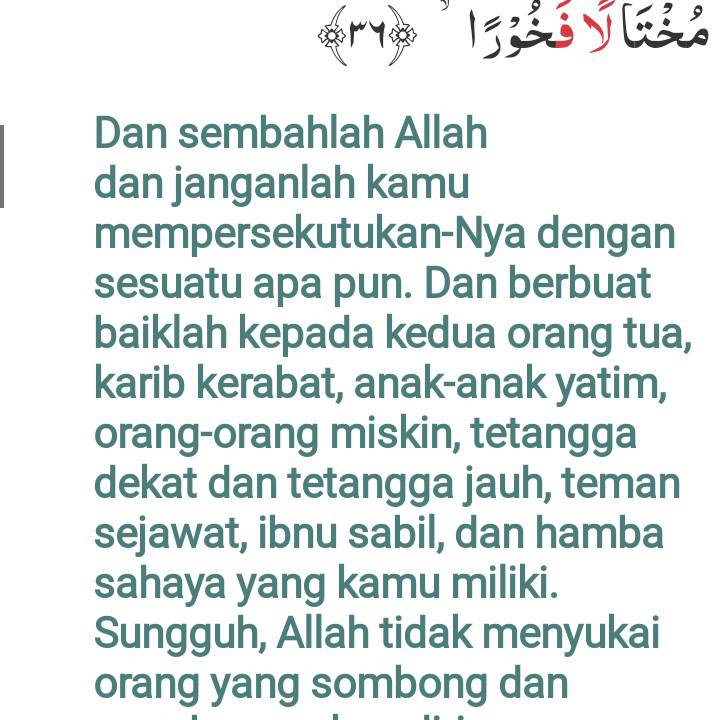 مُخْتَالًا فَخُوْرًا ۙ ﴿٣٦﴾
Dan sembahlah Allah
dan janganlah kamu
mempersekutukan-Nya dengan
sesuatu apa pun. Dan berbuat
baiklah kepada kedua orang tua,
karib kerabat, anak-anak yatim,
orang-orang miskin, tetangga
dekat dan tetangga jauh, teman
sejawat, ibnu sabil, dan hamba
sahaya yang kamu miliki.
Sungguh, Allah tidak menyukai
orang yang sombong dan